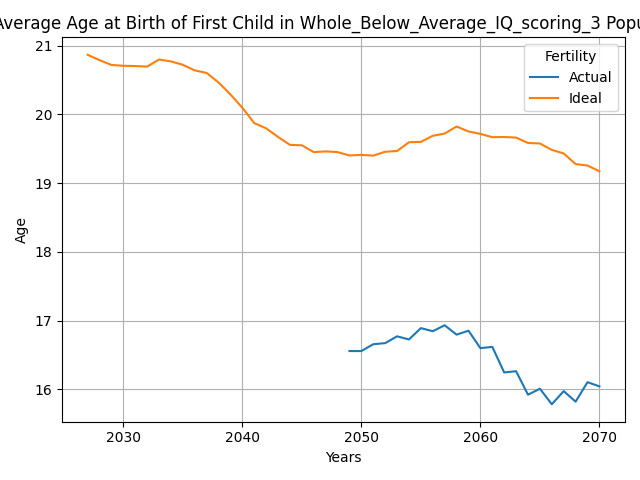 Average Age at Birth of First Child in Whole_Below_Average_IQ_scoring_3 Popu
Fertility
Actual
Ideal
21
20
19
18
17
16
Age
2030 2040 2050 2060 2070
Years